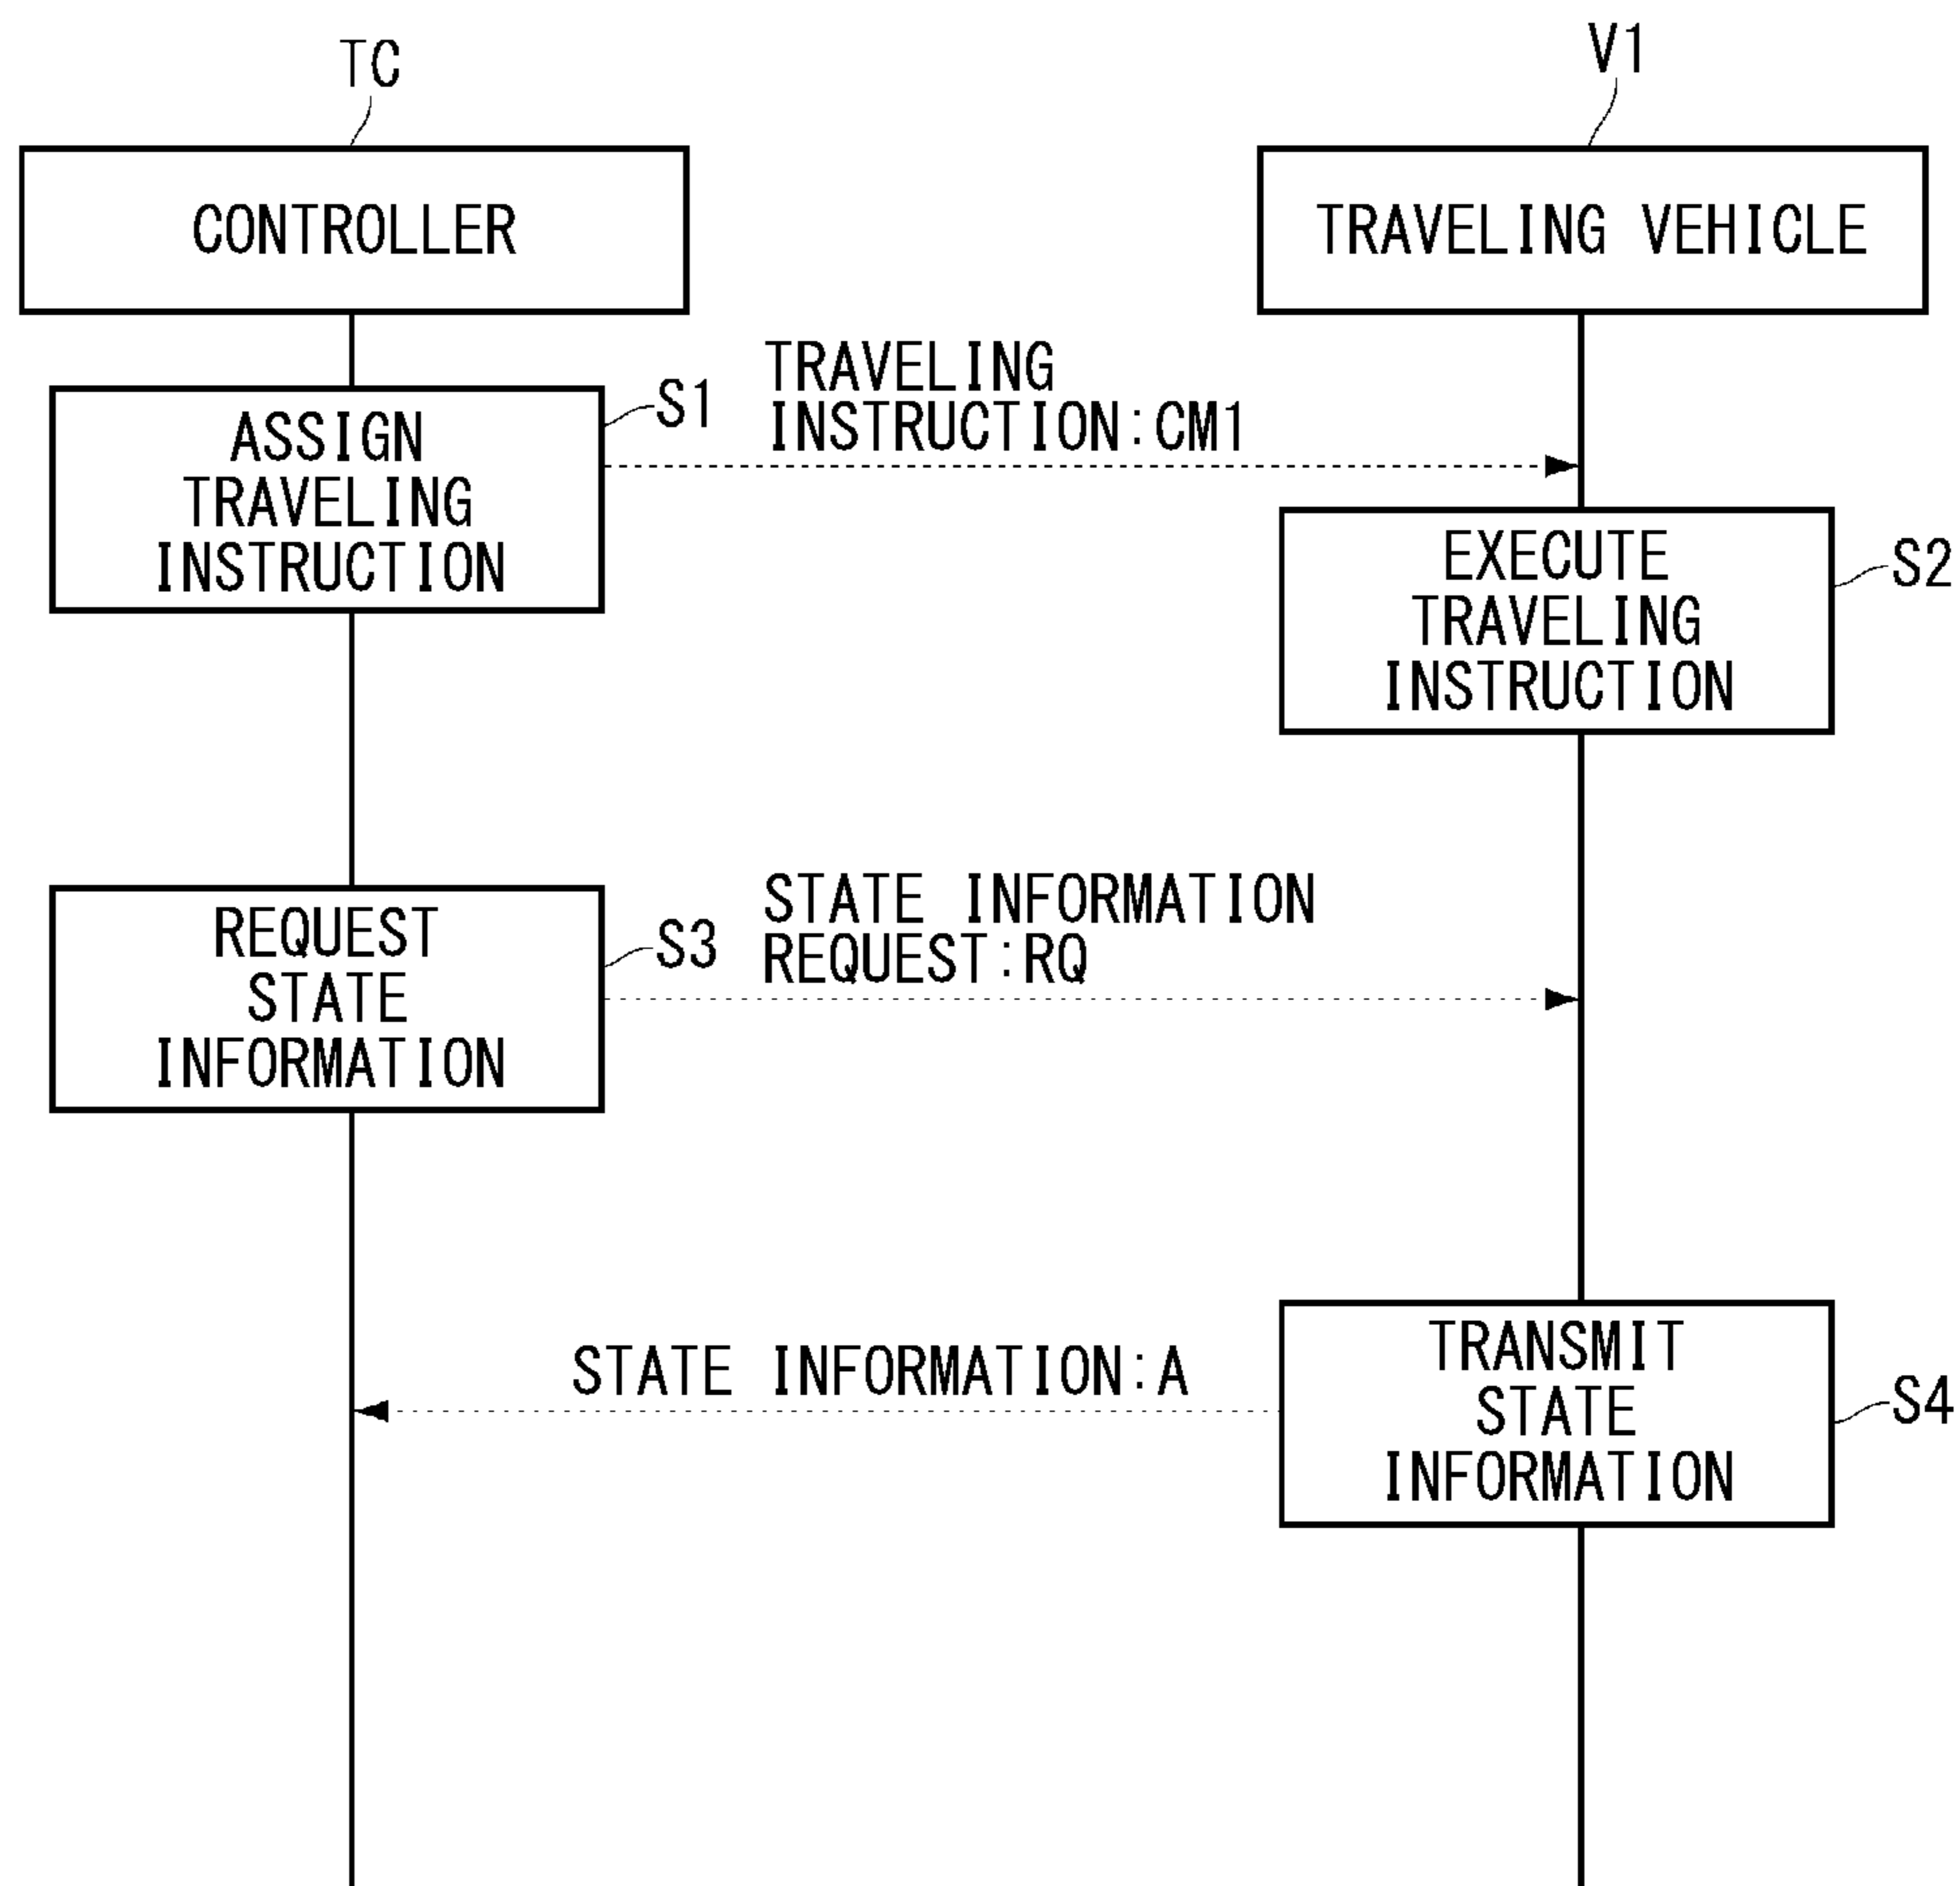 TC
V1
CONTROLLER
TRAVELING VEHICLE
ASSIGN
TRAVELING
INSTRUCTION
S1
TRAVELING
INSTRUCTION:CM1
EXECUTE
TRAVELING
INSTRUCTION
S2
REQUEST
STATE
INFORMATION
S3
STATE INFORMATION
REQUEST:RQ
STATE INFORMATION:A
TRANSMIT
STATE
INFORMATION
S4